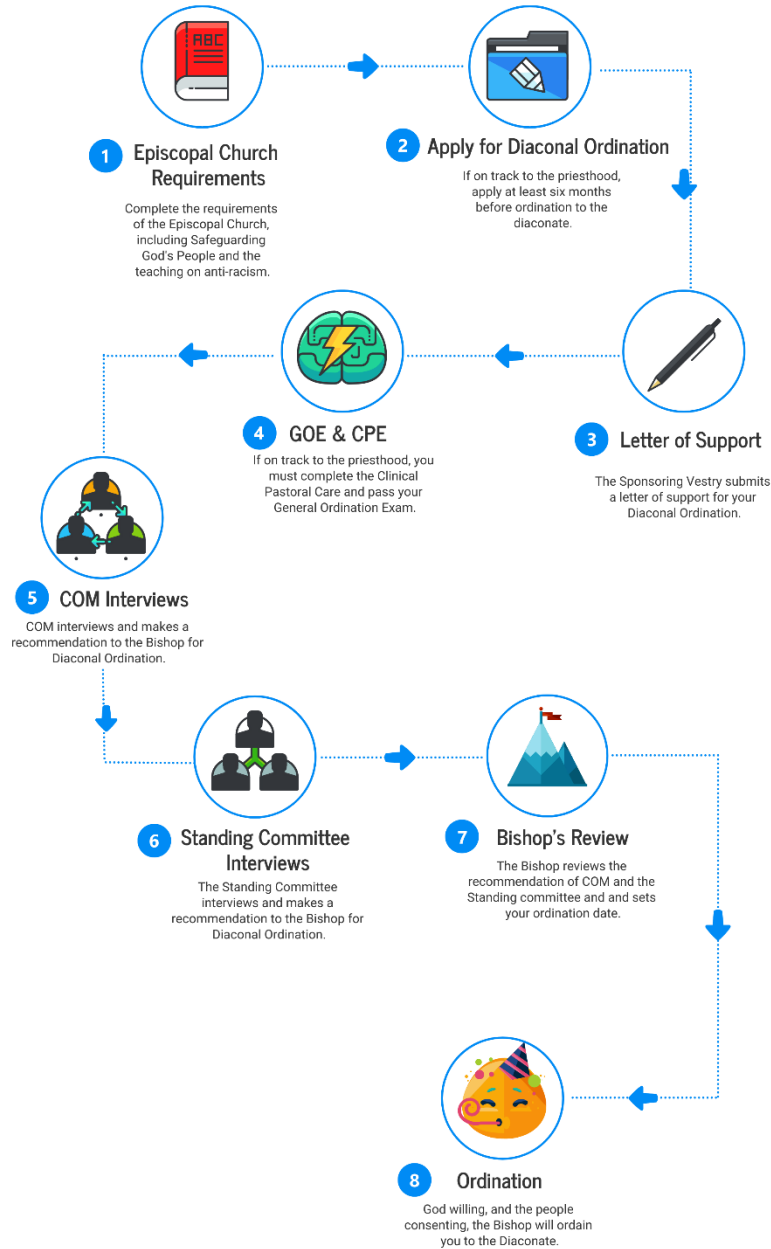 ABC
1
Episcopal Church
Requirements
Complete the requirements
of the Episcopal Church,
including Safeguarding
God's People and the
teaching on anti-racism.
2
Apply for Diaconal Ordination
If on track to the priesthood,
apply at least six months
before ordination to the
diaconate.
3
Letter of Support
The Sponsoring Vestry submits
a letter of support for your
Diaconal Ordination.
4
GOE & CPE
If on track to the priesthood, you
must complete the Clinical
Pastoral Care and pass your
General Ordination Exam.
5
COM Interviews
COM interviews and makes a
recommendation to the Bishop for
Diaconal Ordination.
6
Standing Committee
Interviews
The Standing Committee
interviews and makes a
recommendation to the Bishop for
Diaconal Ordination.
7
Bishop's Review
The Bishop reviews the
recommendation of COM and the
Standing committee and and sets
your ordination date.
8
Ordination
God willing, and the people
consenting, the Bishop will ordain
you to the Diaconate.